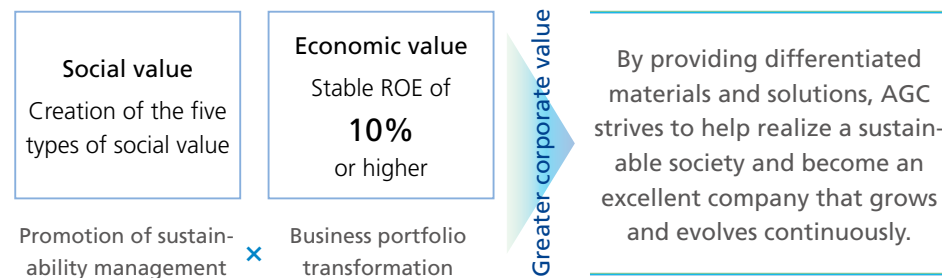 Social value
Creation of the five
types of social value
Promotion of sustain-
ability management
×
Economic value
Stable ROE of
10%
or higher
Business portfolio
transformation
Greater corporate value
By providing differentiated
materials and solutions, AGC
strives to help realize a sustain-
able society and become an
excellent company that grows
and evolves continuously.